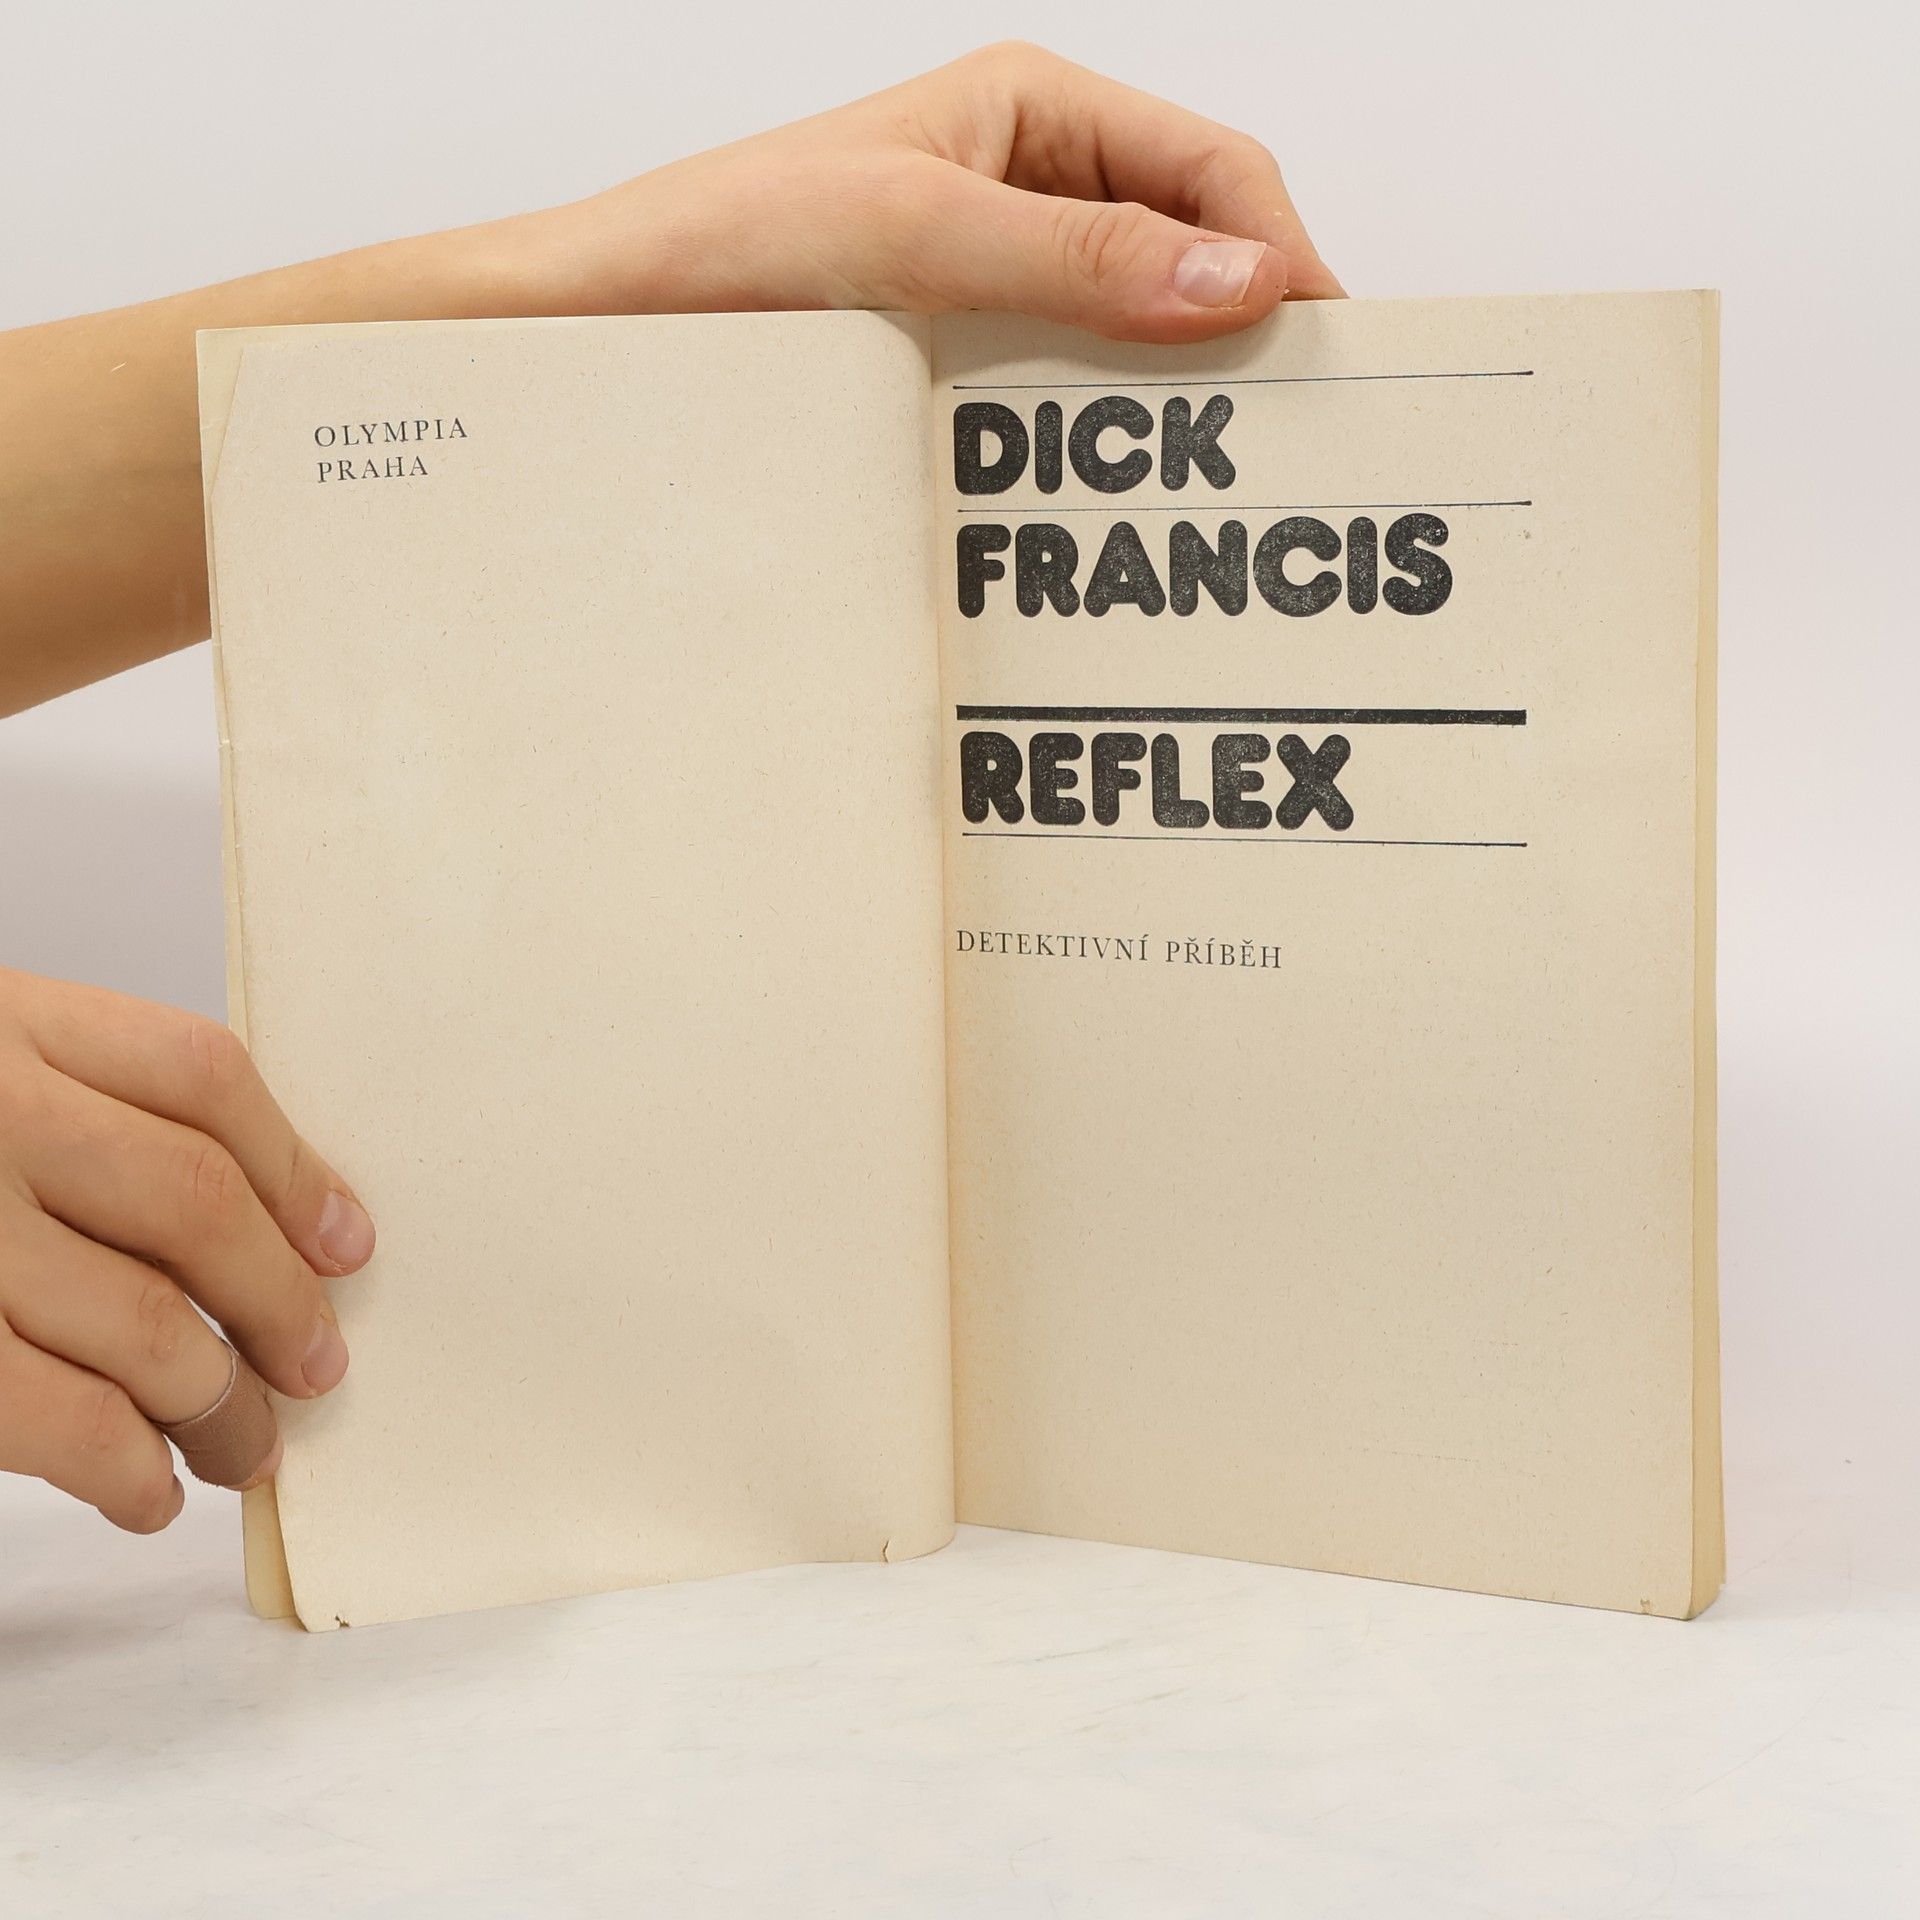 OLYMPIA
PRAHA
DICK
FRANCIS
REFLEX
DETEKTIVNÍ PŘÍBĚH